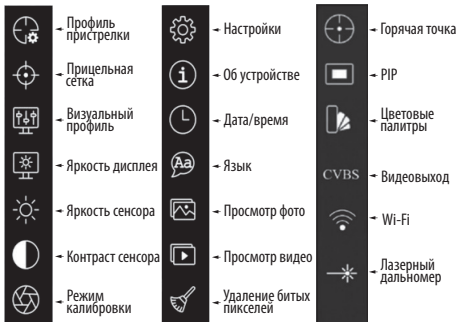 Профиль
пристрелки
Прицельная
сетка
Визуальный
профиль
Яркость дисплея
Яркость сенсора
Контраст сенсора
Режим
калибровки
Настройки
i
Об устройстве
Дата/время
Aa
Язык
Просмотр фото
Просмотр видео
Удаление битых
пикселей
Горячая точка
PIP
Цветовые
палитры
CVBS
Видеовыход
Wi-Fi
Лазерный
дальномер